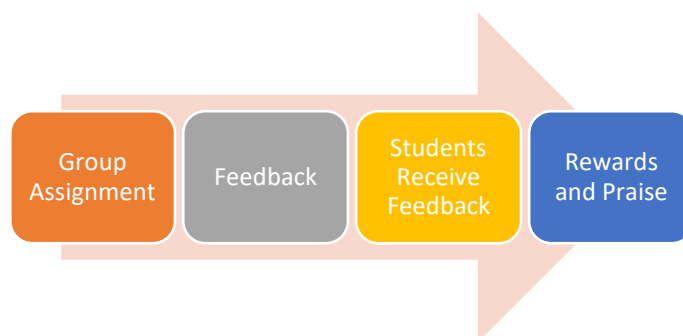 Group
Assignment
Feedback
Students
Receive
Feedback
Rewards
and Praise